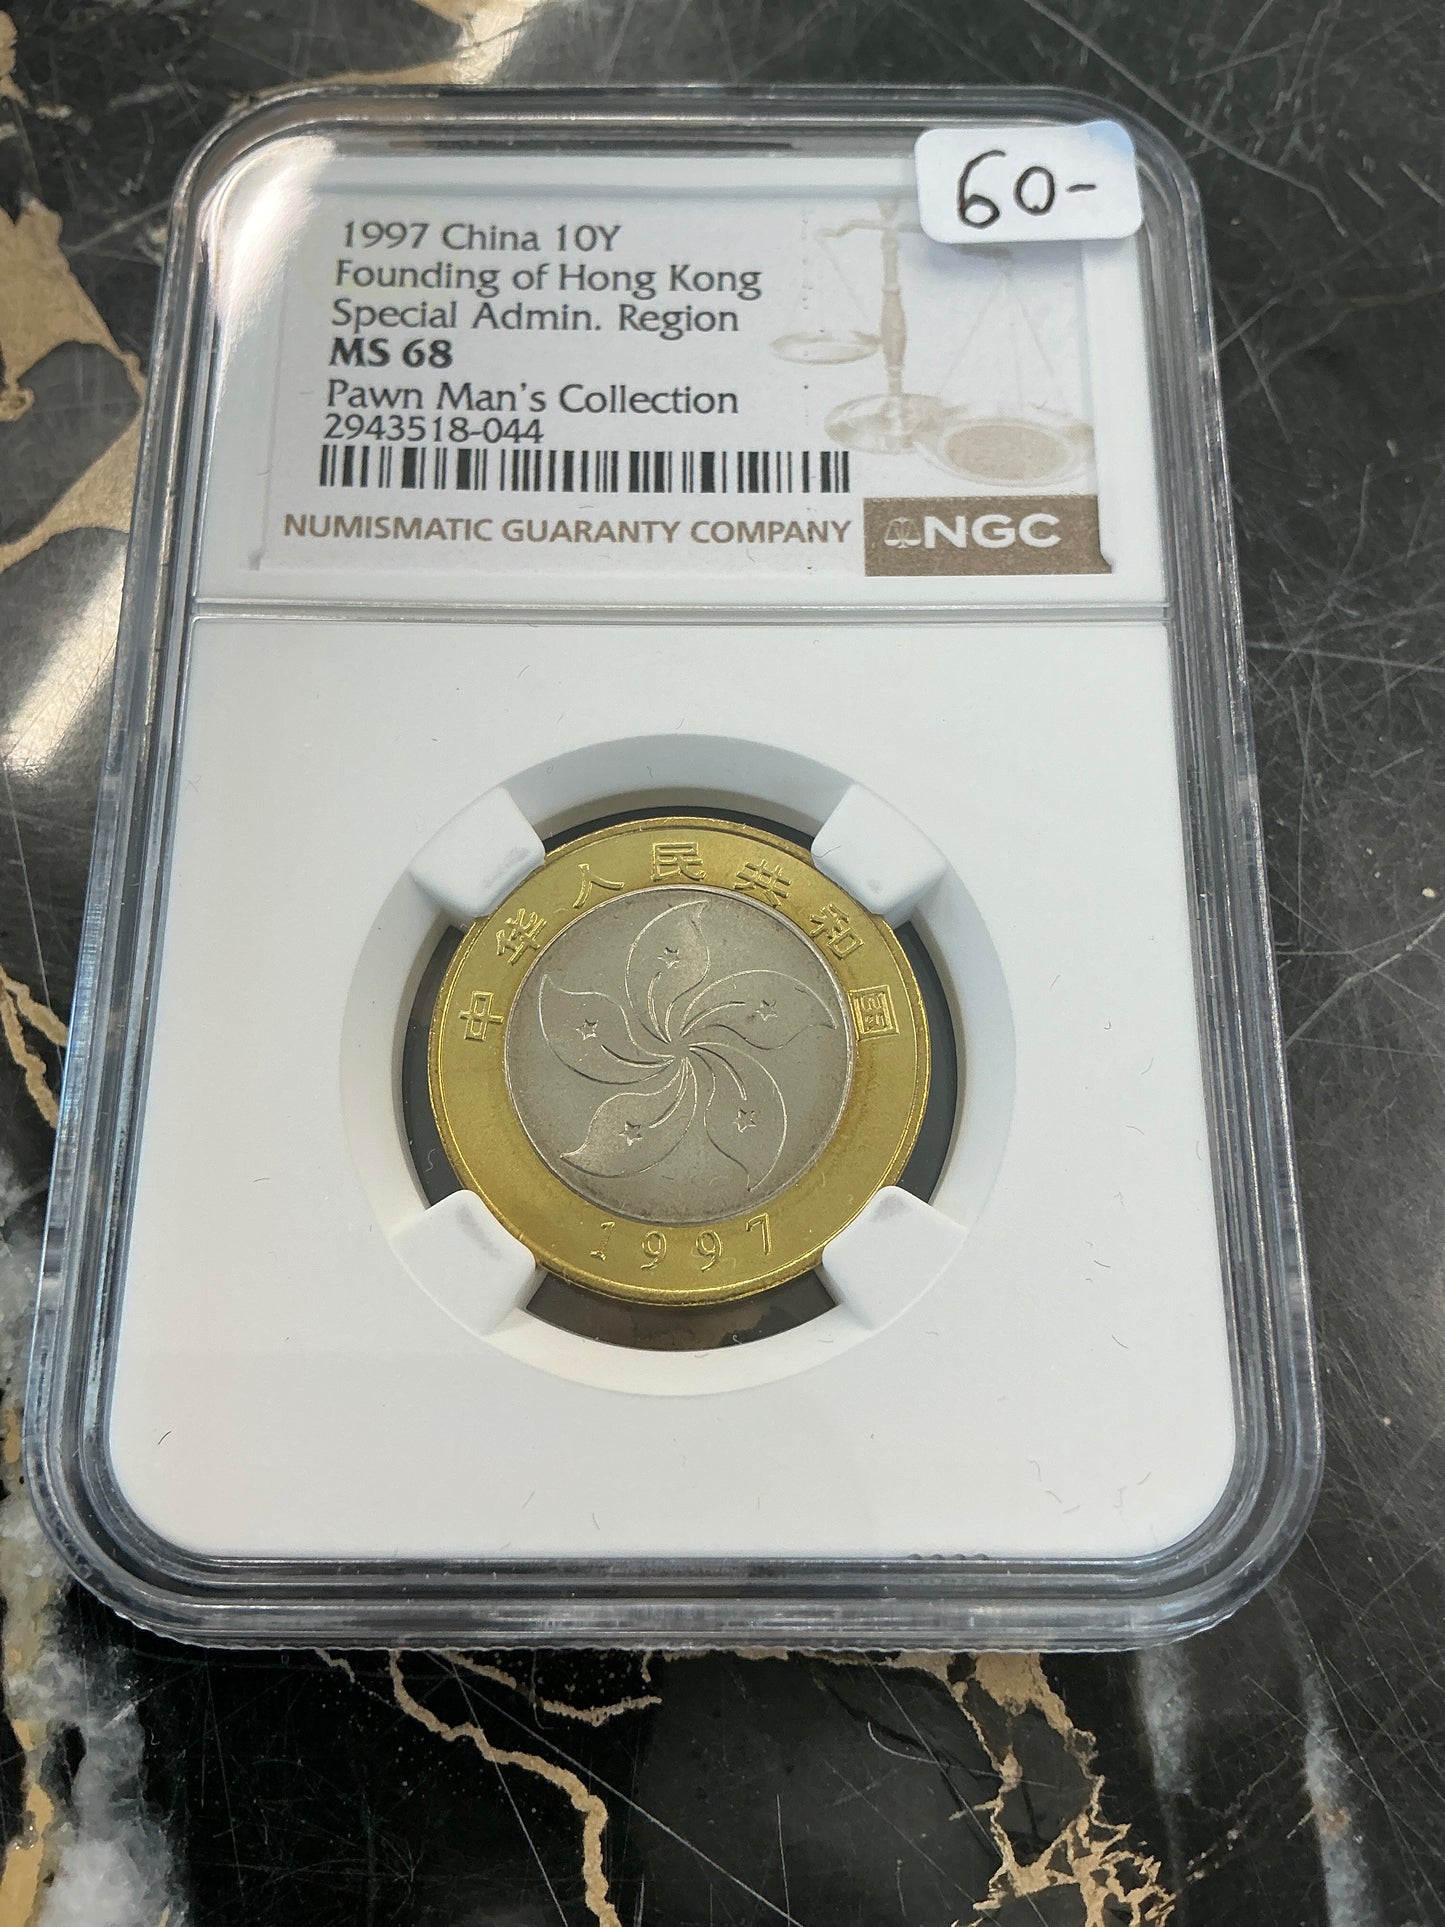 60-
1997 China 10Y
Founding of Hong Kong
Special Admin. Region
MS 68
Pawn Man's Collection
2943518-044
NUMISMATIC GUARANTY COMPANY NGC
中华人民共和国
1997